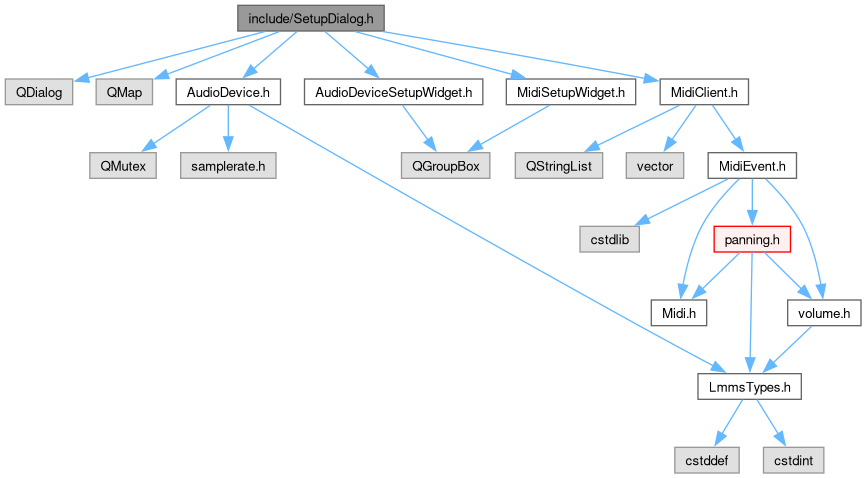 include/SetupDialog.h
QDialog
QMap
AudioDevice.h
AudioDeviceSetupWidget.h
MidiSetupWidget.h
MidiClient.h
QMutex
samplerate.h
QGroupBox
QStringList
vector
MidiEvent.h
cstdlib
panning.h
Midi.h
volume.h
LmmsTypes.h
cstddef
cstdint